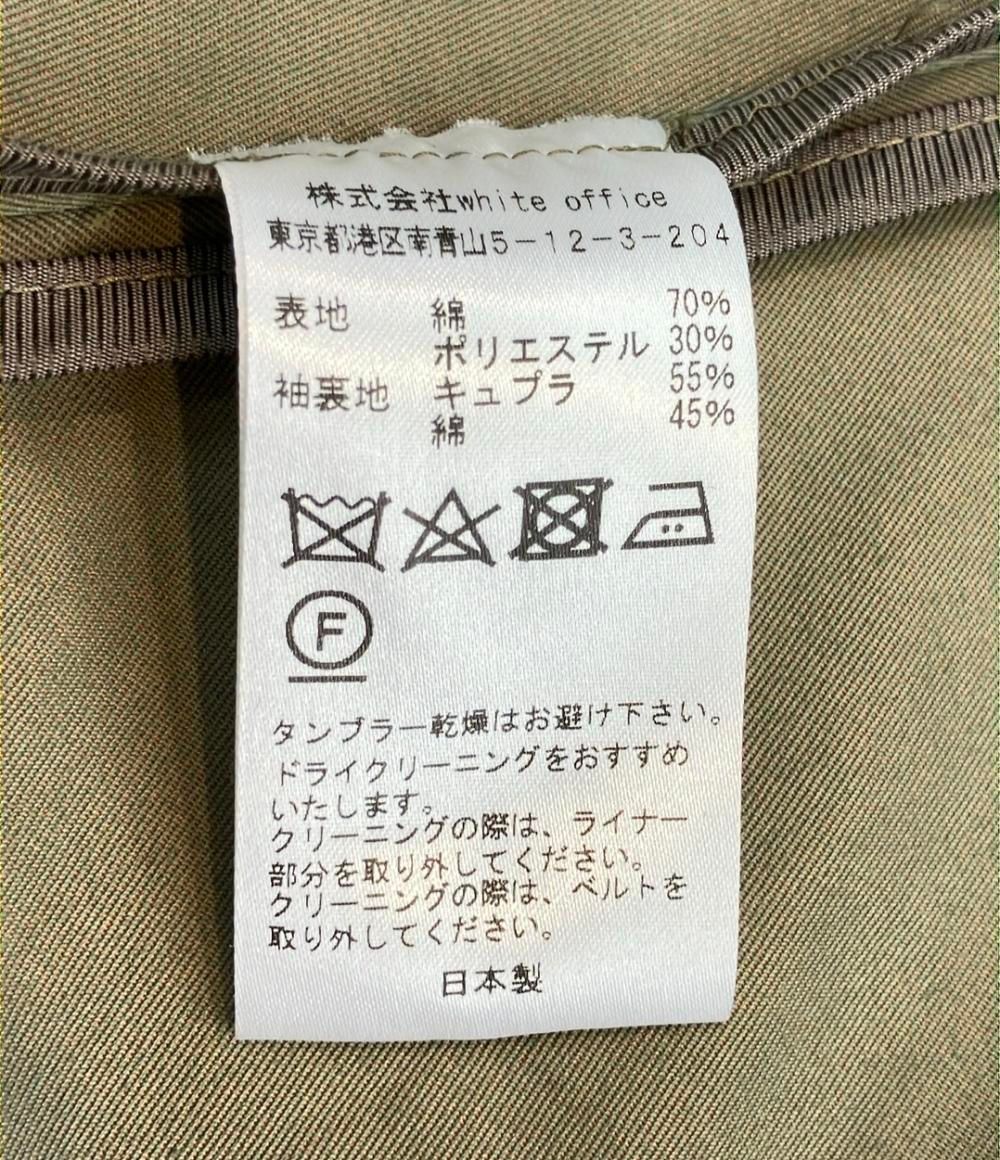 株式会社white office
東京都港区南青山5-12-3-204
表地 綿 70%
ポリエステル 30%
袖裏地 キュプラ 55%
綿 45%
F
タンブラー乾燥はお避け下さい。
ドライクリーニングをおすすめ
いたします。
クリーニングの際は、ライナー
部分を取り外してください。
クリーニングの際は、ベルトを
取り外してください。
日本製